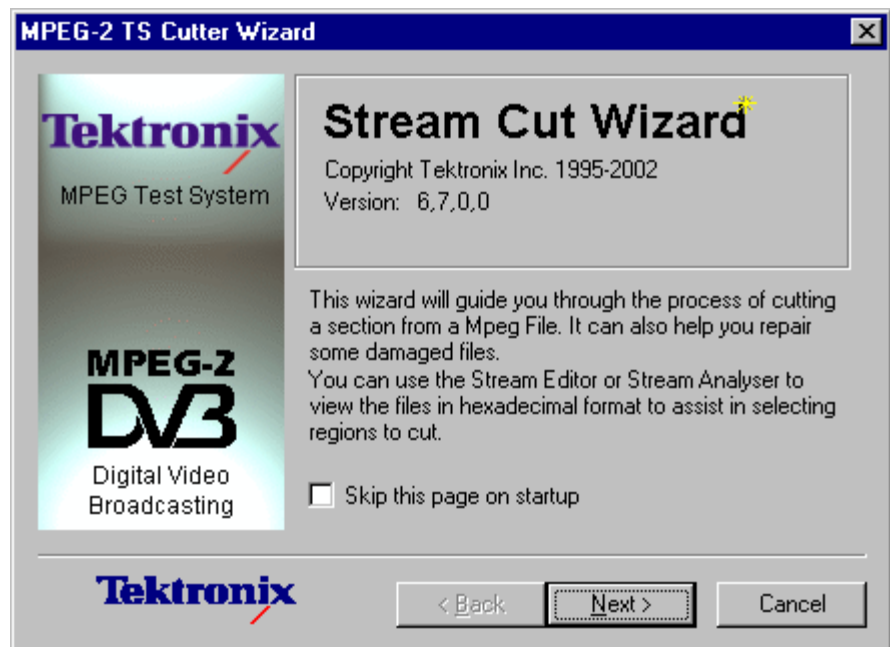 MPEG-2 TS Cutter Wizard
Tektronix
MPEG Test System
MPEG-2
DVB
Digital Video
Broadcasting
Stream Cut Wizard
Copyright Tektronix Inc. 1995-2002
Version: 6,7,0,0
This wizard will guide you through the process of cutting
a section from a Mpeg File. It can also help you repair
some damaged files.
You can use the Stream Editor or Stream Analyser to
view the files in hexadecimal format to assist in selecting
regions to cut.
Skip this page on startup
Tektronix
< Back
Next >
Cancel